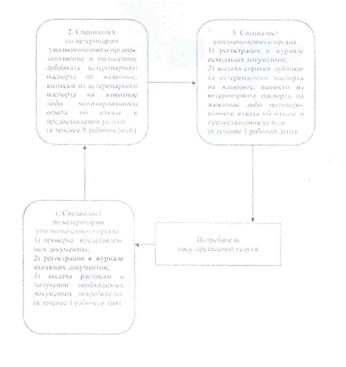 2. Специалист
по ветеринарии
уполномоченного органа-
заполнение и подписание
дубликата ветеринарного
паспорта на животное,
выписки из ветеринарного
паспорта на животное
либо мотивированного
ответа об отказе в
предоставлении услуги
(в течение рабочих дней)
3. Специалист
уполномоченного органа
1) регистрация в журнале
исходящих документов;
2) выдача справки дубликата
ветеринарного паспорта
на животное, выписки из
ветеринарного паспорта на
животное либо мотивированного
ответа об отказе в
предоставлении услуги
(в течение 1 рабочий день)
1. Специалист
по ветеринарии
уполномоченного органа
1) проверка представленных
документов;
2) регистрация в журнале
входящих документов;
3) выдача расписки о
получении необходимых
документов потребителю
(в течение 1 рабочего дня)
Потребитель
государственной услуги